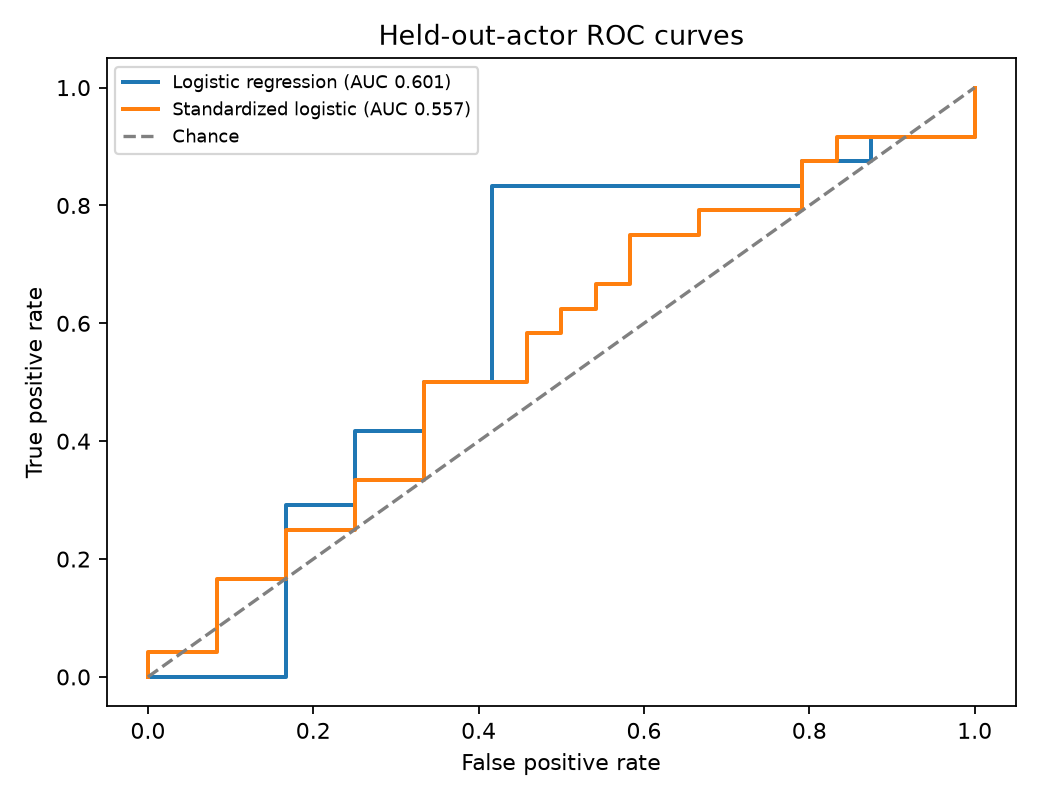 Held-out-actor ROC curves
Logistic regression (AUC 0.601)
Standardized logistic (AUC 0.557)
Chance
True positive rate
1.0
0.8
0.6
0.4
0.2
0.0
0.0 0.2 0.4 0.6 0.8 1.0
False positive rate